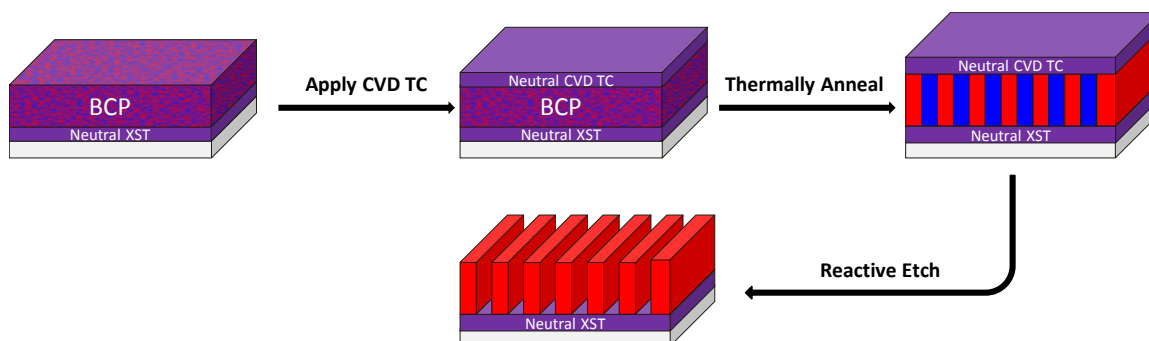 BCP
Neutral XST
Apply CVD TC
Neutral CVD TC
BCP
Neutral XST
Thermally Anneal
Neutral CVD TC
Neutral XST
Reactive Etch
Neutral XST